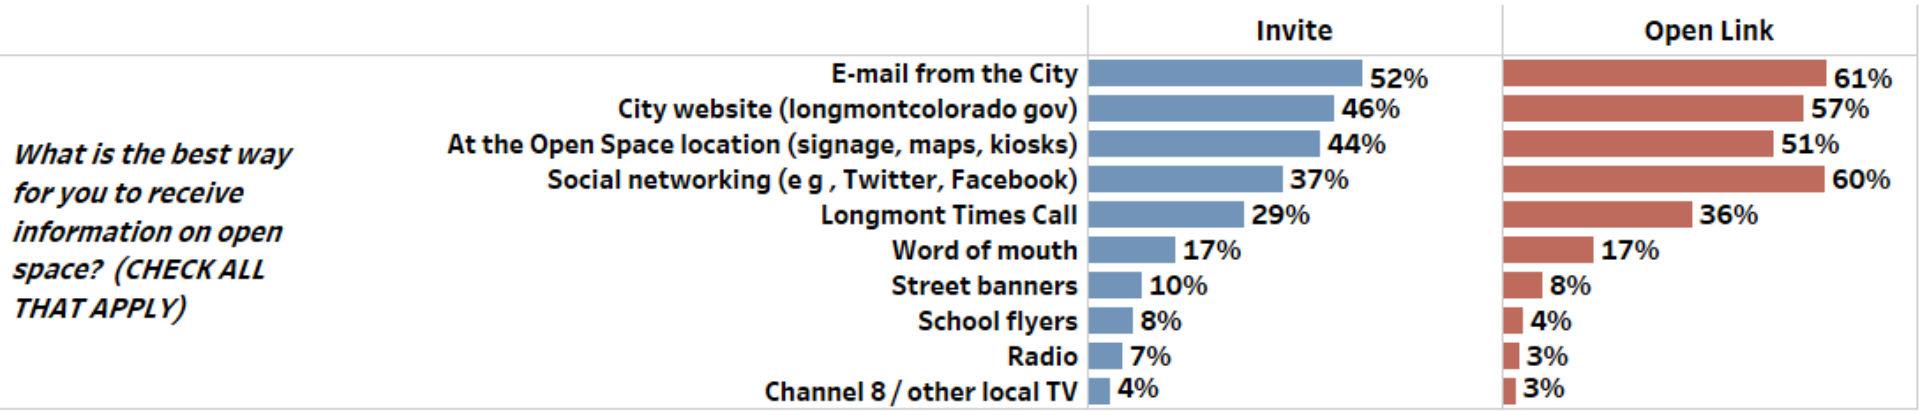 Invite Open Link
What is the best way
for you to receive
information on open
space? (CHECK ALL
THAT APPLY)
E-mail from the City 52% 61%
City website (longmontcolorado gov) 46% 57%
At the Open Space location (signage, maps, kiosks) 44% 51%
Social networking (e g , Twitter, Facebook) 37% 60%
Longmont Times Call 29% 36%
Word of mouth 17% 17%
Street banners 10% 8%
School flyers 8% 4%
Radio 7% 3%
Channel 8 / other local TV 4% 3%